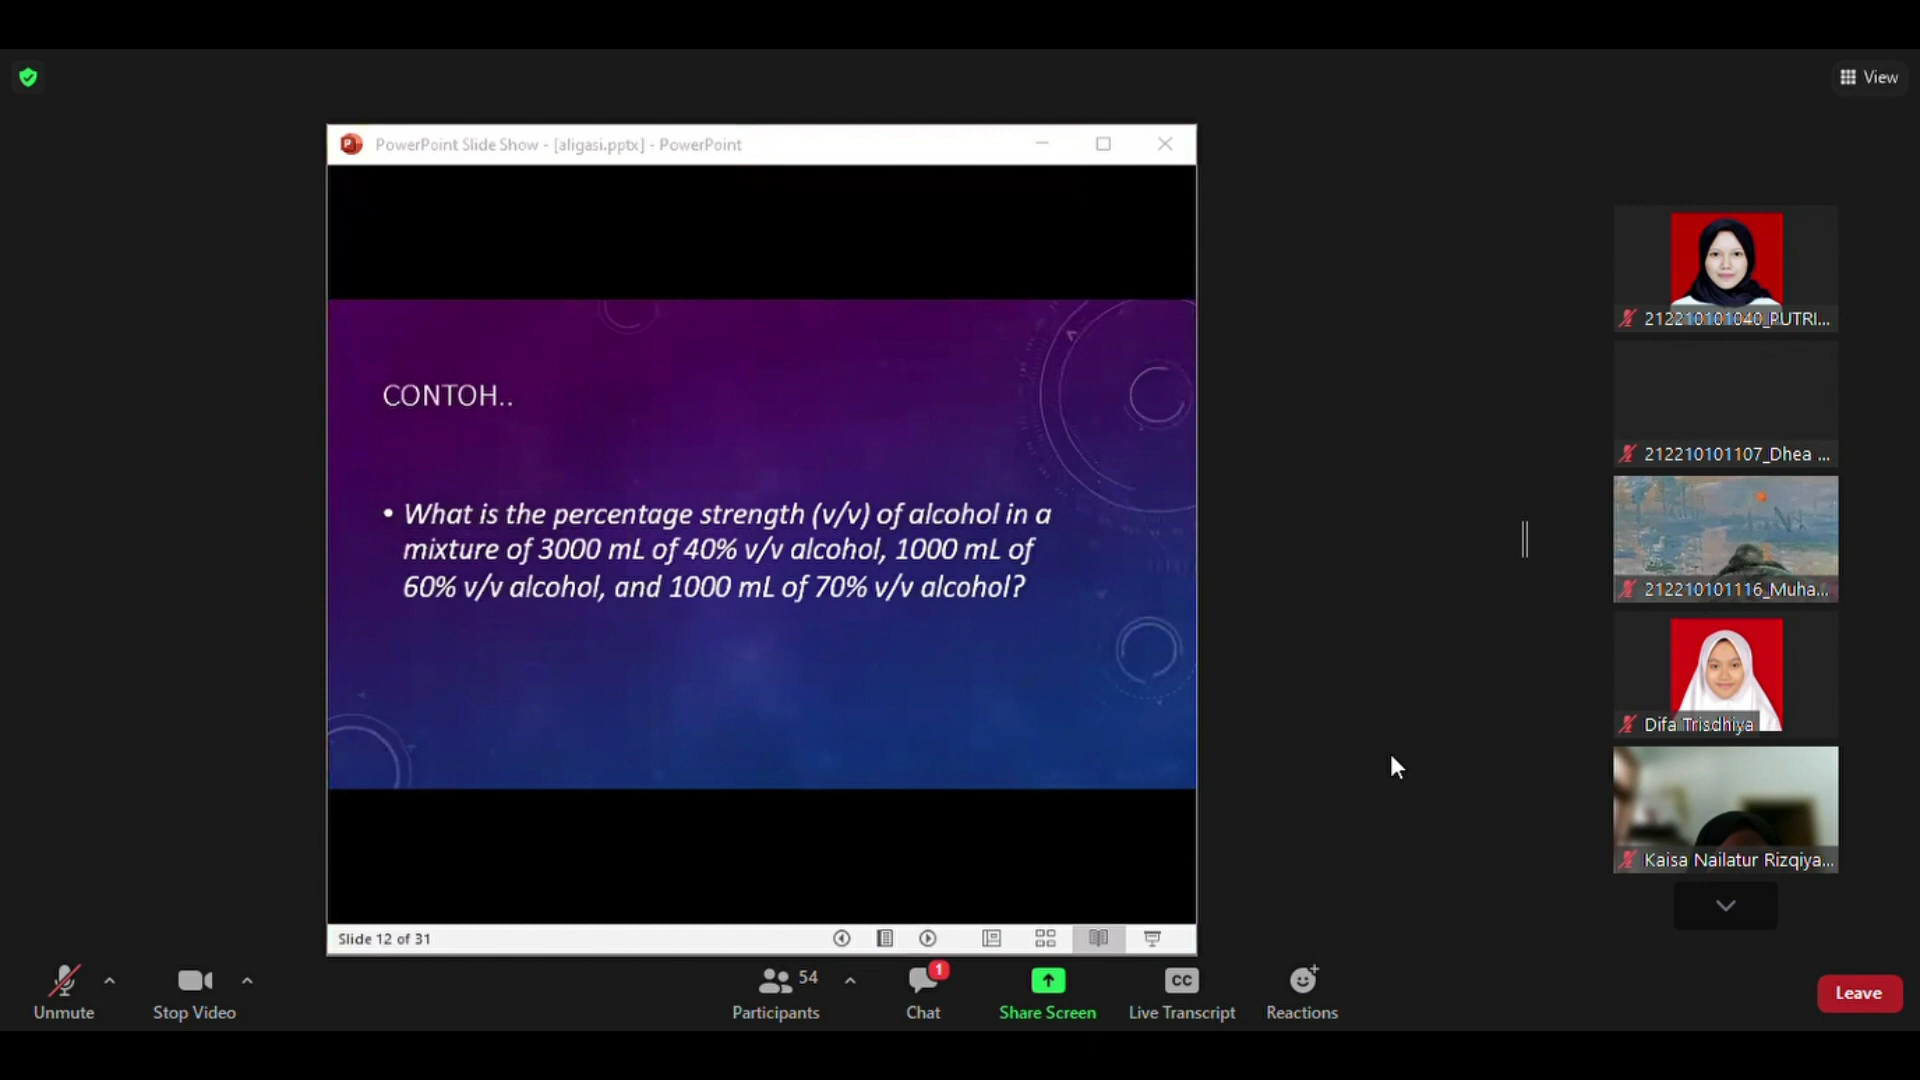 View
PowerPoint Slide Show - [aligasi.pptx] - PowerPoint
CONTOH..
• What is the percentage strength (v/v) of alcohol in a
mixture of 3000 mL of 40% v/v alcohol, 1000 mL of
60% v/v alcohol, and 1000 mL of 70% v/v alcohol?
Slide 12 of 31
212210101040_PUTRI...
212210101107_Dhea ...
212210101116_Muha...
Difa Trisdhiya
Kaisa Nailatur Rizqiya...
Unmute
Stop Video
54
Participants
1
Chat
Share Screen
CC
Live Transcript
Reactions
Leave